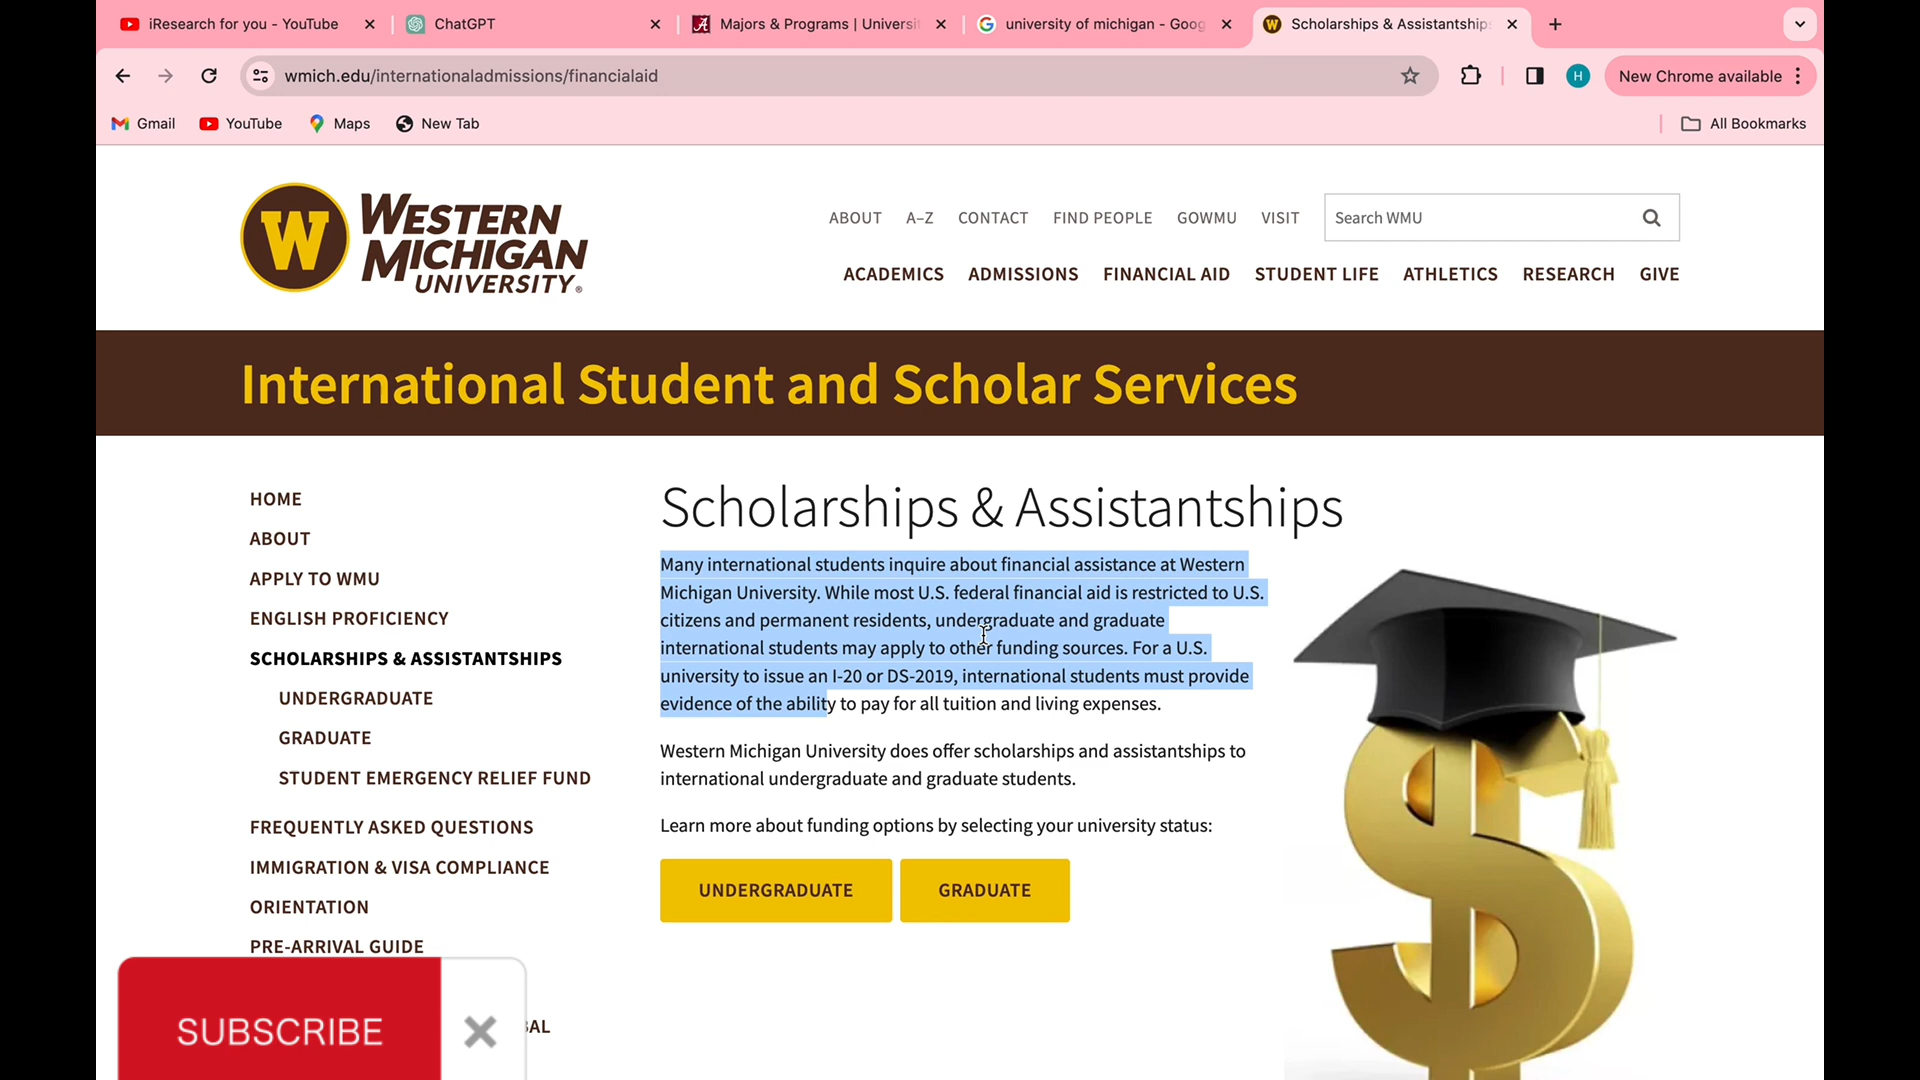 iResearch for you - YouTube
ChatGPT
Majors & Programs | Universi
university of michigan - Goog
Scholarships & Assistantships
wmich.edu/internationaladmissions/financialaid
H
New Chrome available
Gmail
YouTube
Maps
New Tab
All Bookmarks
W
WESTERN
MICHIGAN
UNIVERSITY®
ABOUT
A–Z
CONTACT
FIND PEOPLE
GOWMU
VISIT
Search WMU
ACADEMICS
ADMISSIONS
FINANCIAL AID
STUDENT LIFE
ATHLETICS
RESEARCH
GIVE
International Student and Scholar Services
HOME
ABOUT
APPLY TO WMU
ENGLISH PROFICIENCY
SCHOLARSHIPS & ASSISTANTSHIPS
UNDERGRADUATE
GRADUATE
STUDENT EMERGENCY RELIEF FUND
FREQUENTLY ASKED QUESTIONS
IMMIGRATION & VISA COMPLIANCE
ORIENTATION
PRE-ARRIVAL GUIDE
Scholarships & Assistantships
Many international students inquire about financial assistance at Western
Michigan University. While most U.S. federal financial aid is restricted to U.S.
citizens and permanent residents, undergraduate and graduate
international students may apply to other funding sources. For a U.S.
university to issue an I-20 or DS-2019, international students must provide
evidence of the ability to pay for all tuition and living expenses.
Western Michigan University does offer scholarships and assistantships to
international undergraduate and graduate students.
Learn more about funding options by selecting your university status:
UNDERGRADUATE
GRADUATE
SUBSCRIBE